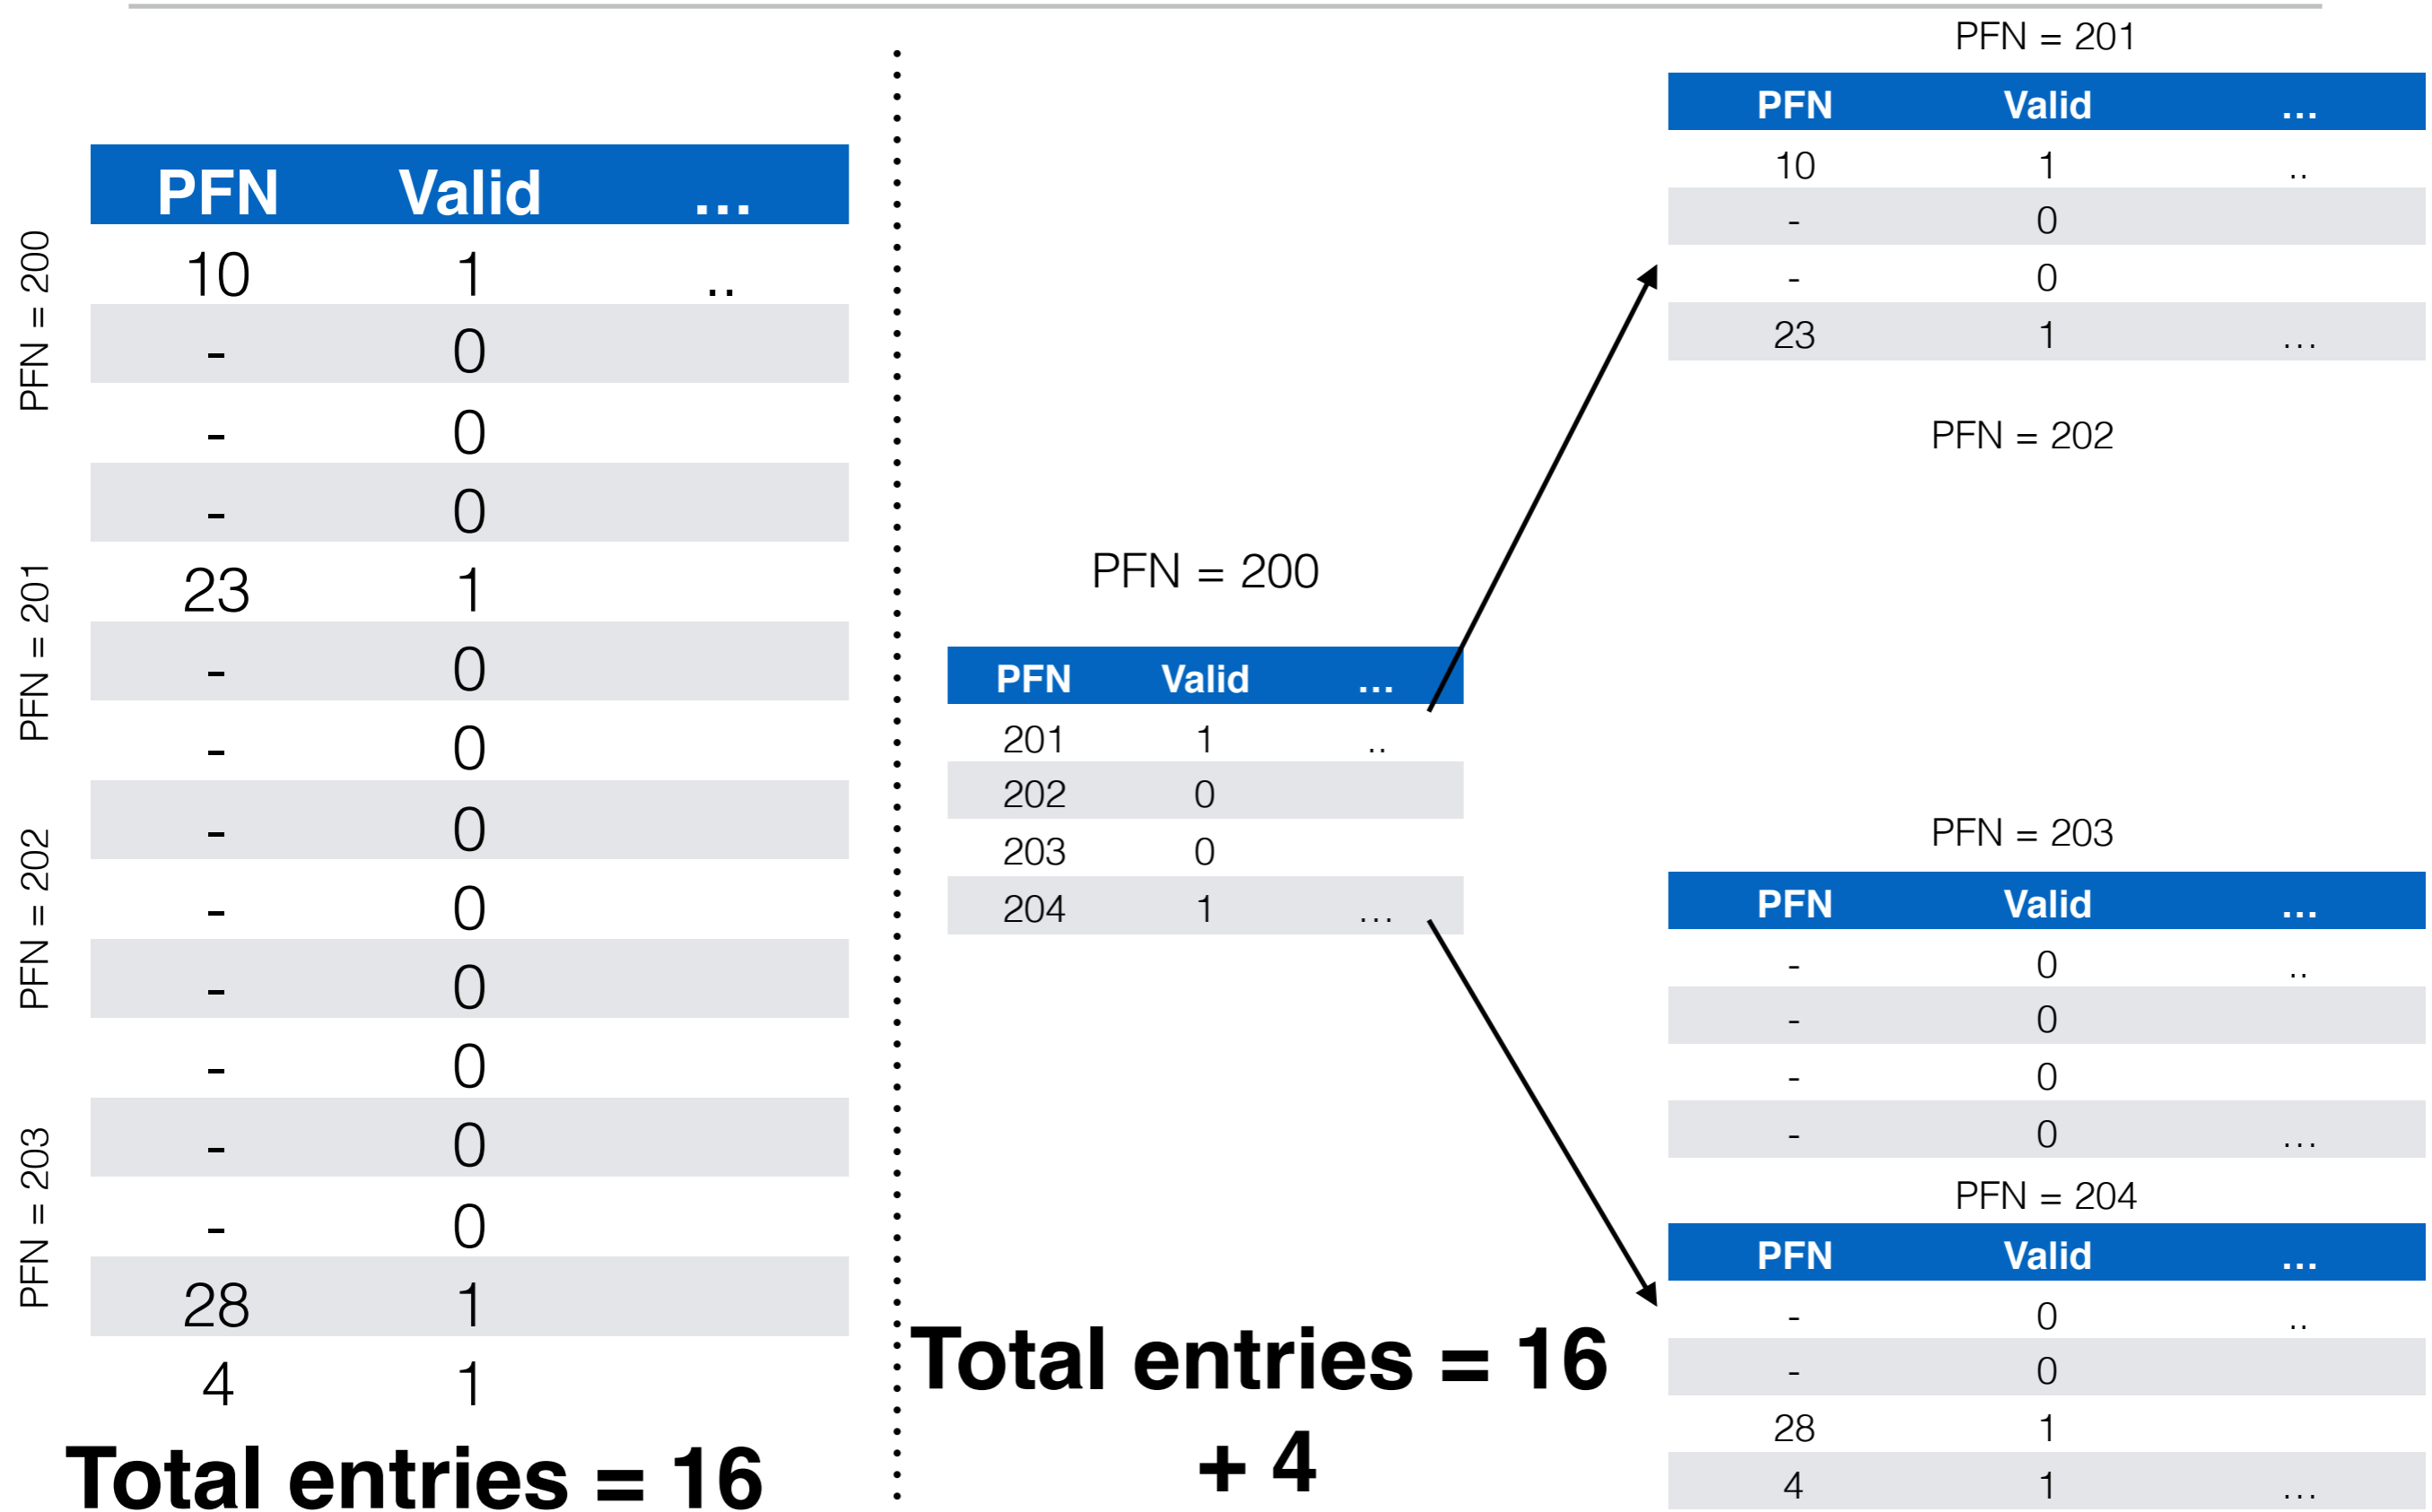 PFN = 200
PFN = 201
PFN = 202
PFN = 203
PFN Valid ...
10 1 ..
- 0
- 0
- 0
23 1
- 0
- 0
- 0
- 0
- 0
- 0
- 0
- 0
28 1
4 1
Total entries = 16
PFN = 200
PFN Valid ...
201 1 ..
202 0
203 0
204 1 ...
Total entries = 16
+ 4
PFN = 201
PFN Valid ...
10 1 ..
- 0
- 0
23 1 ...
PFN = 202
PFN = 203
PFN Valid ...
- 0 ..
- 0
- 0
- 0 ...
PFN = 204
PFN Valid ...
- 0 ..
- 0
28 1
4 1 ...